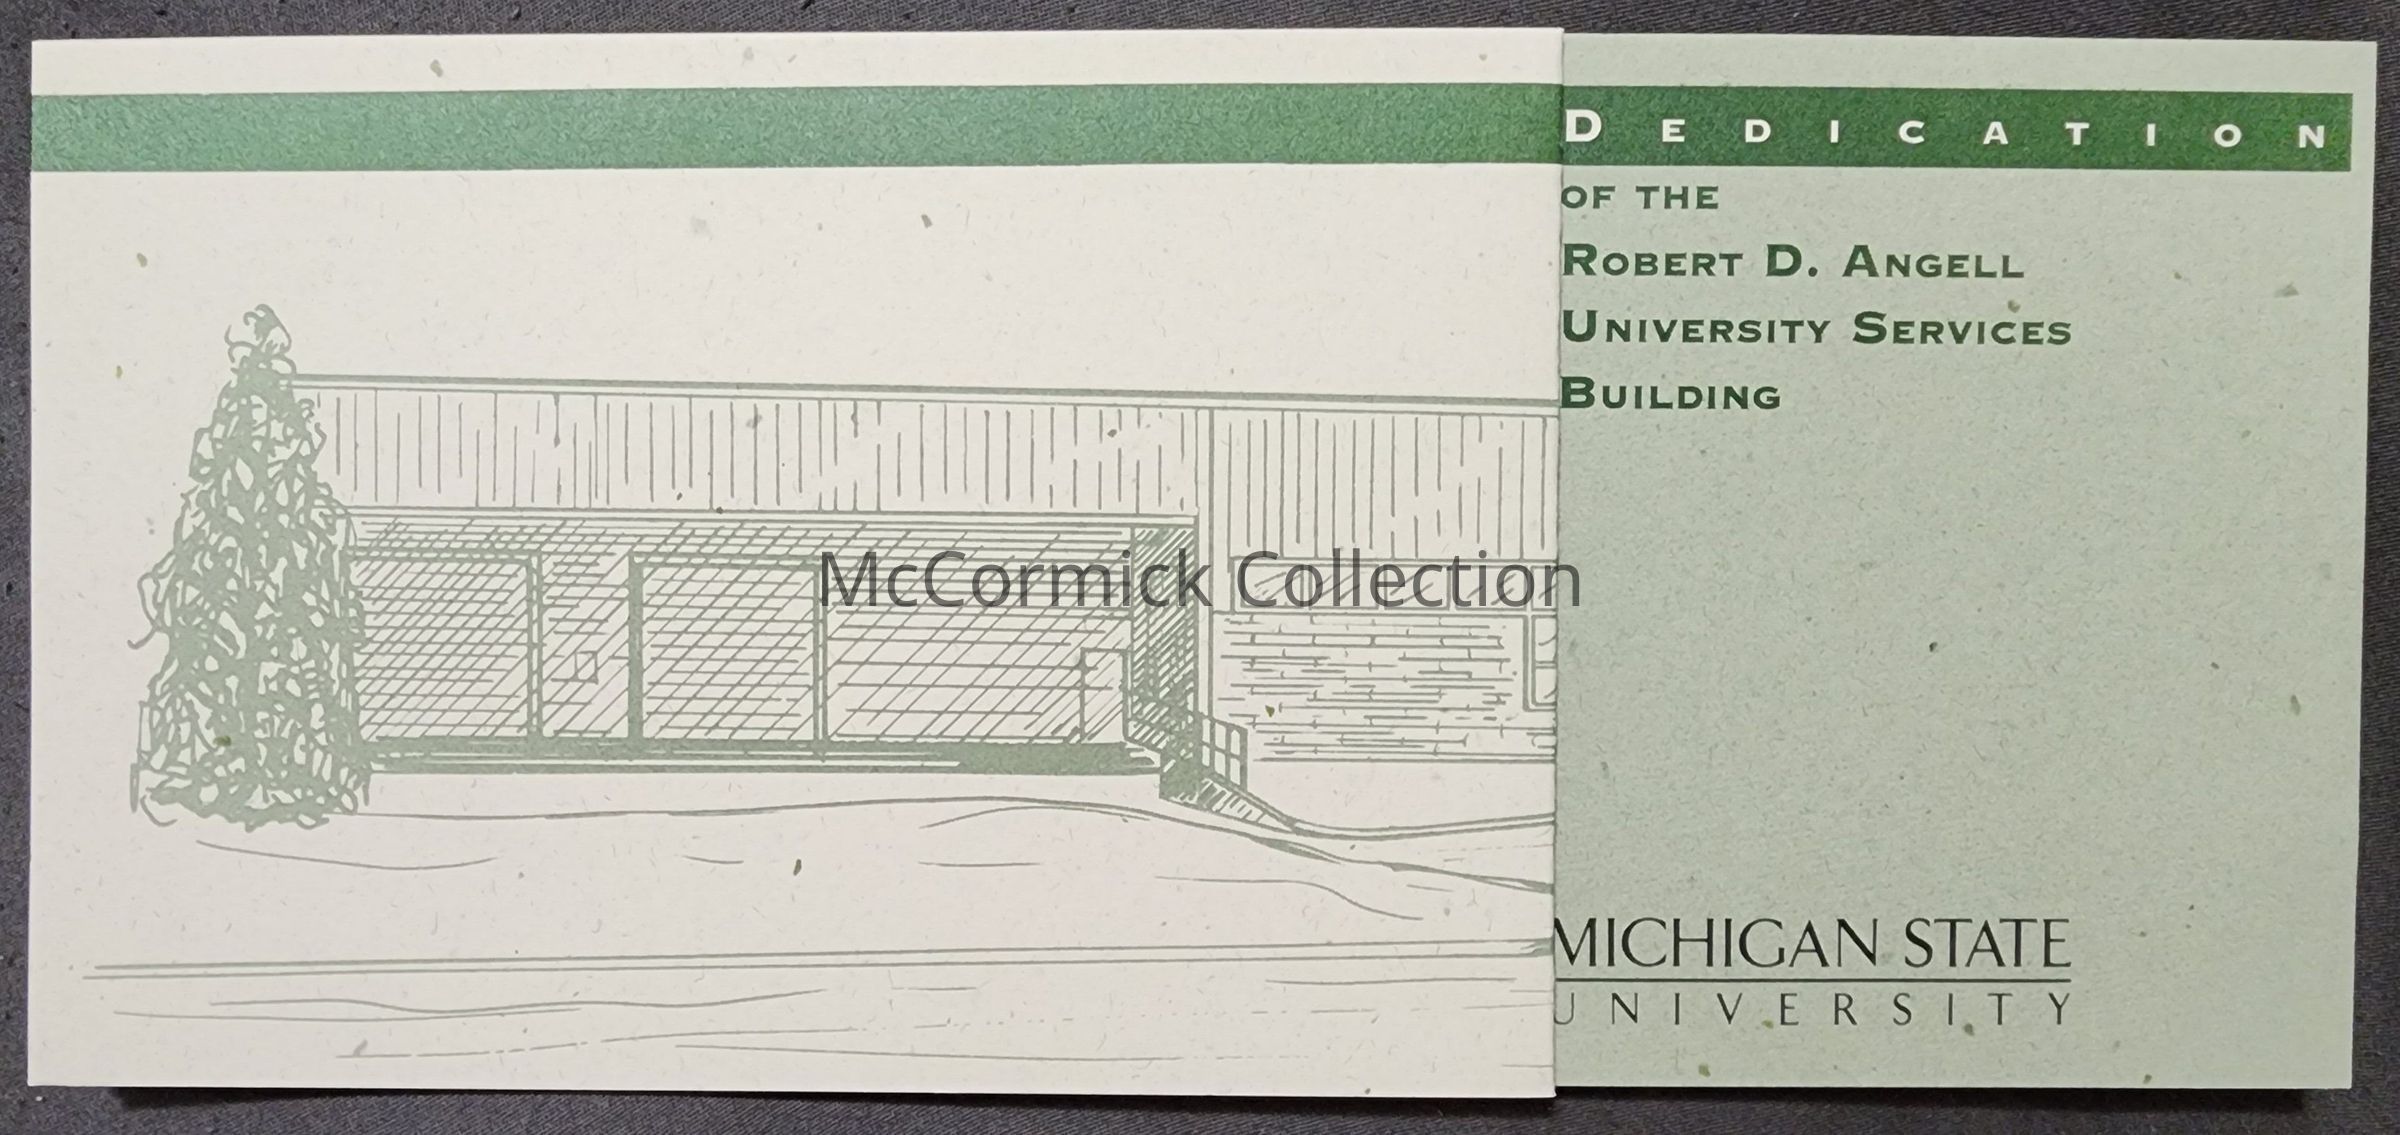 DEDICATION
OF THE
ROBERT D. ANGELL
UNIVERSITY SERVICES
BUILDING
McCormick Collection
MICHIGAN STATE
UNIVERSITY